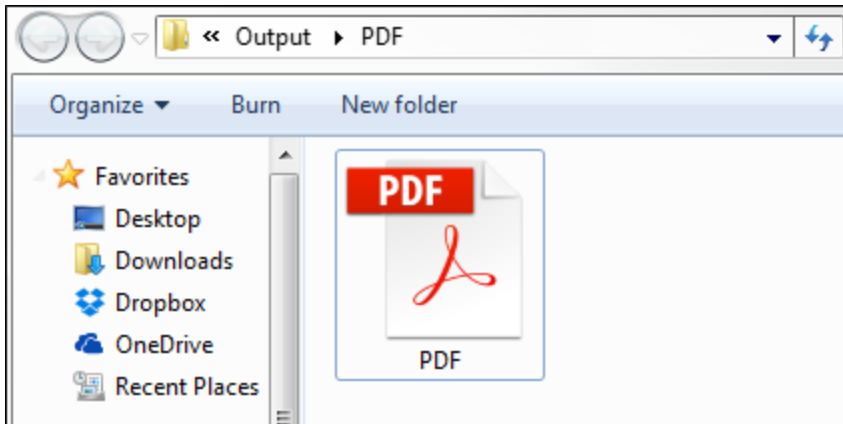 « Output ▸ PDF
Organize Burn New folder
Favorites
Desktop
Downloads
Dropbox
OneDrive
Recent Places
PDF
PDF